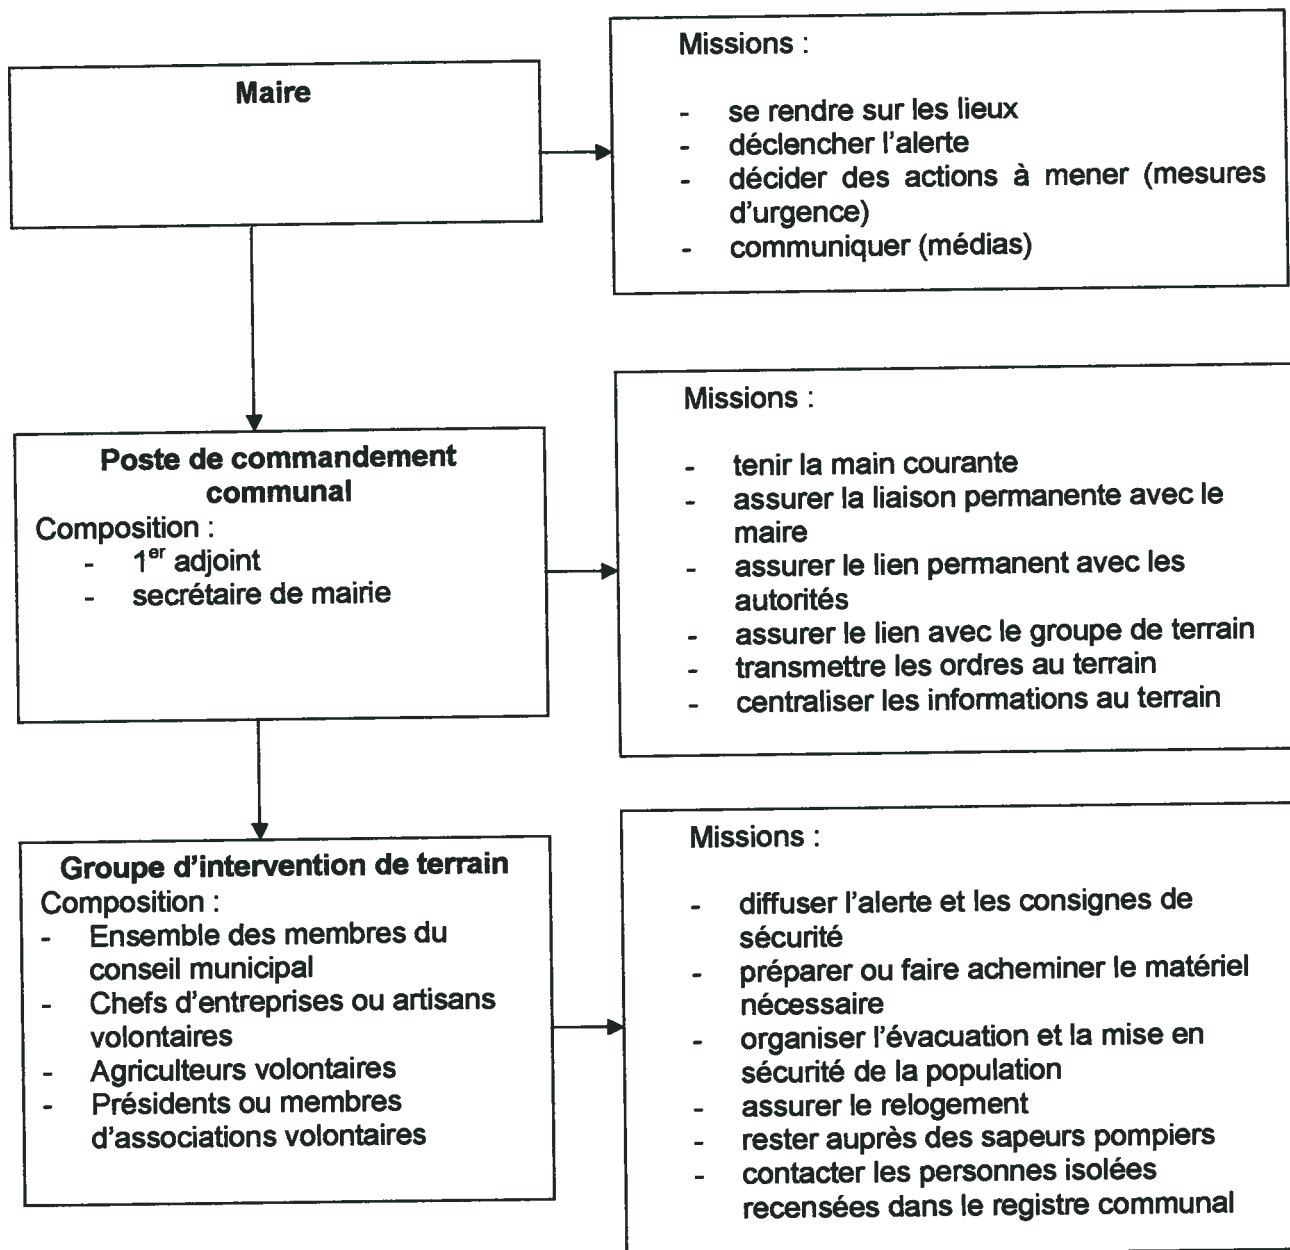 Maire
Missions :
- se rendre sur les lieux
- déclencher l'alerte
- décider des actions à mener (mesures
d'urgence)
- communiquer (médias)
Poste de commandement
communal
Composition :
- 1er adjoint
- secrétaire de mairie
Missions :
- tenir la main courante
- assurer la liaison permanente avec le
maire
- assurer le lien permanent avec les
autorités
- assurer le lien avec le groupe de terrain
- transmettre les ordres au terrain
- centraliser les informations au terrain
Groupe d'intervention de terrain
Composition :
- Ensemble des membres du
conseil municipal
- Chefs d'entreprises ou artisans
volontaires
- Agriculteurs volontaires
- Présidents ou membres
d'associations volontaires
Missions :
- diffuser l'alerte et les consignes de
sécurité
- préparer ou faire acheminer le matériel
nécessaire
- organiser l'évacuation et la mise en
sécurité de la population
- assurer le relogement
- rester auprès des sapeurs pompiers
- contacter les personnes isolées
recensées dans le registre communal